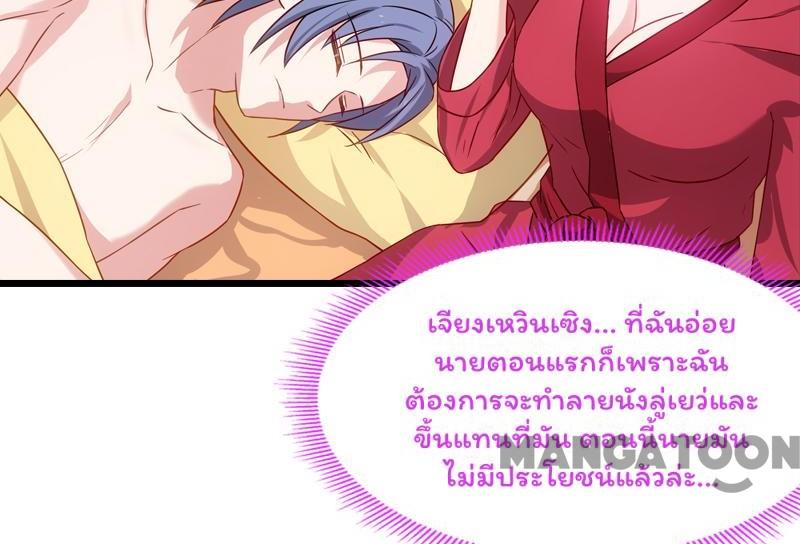 เจียงเหวินเซิง... ที่ฉันอ่อย
นายตอนแรกก็เพราะฉัน
ต้องการจะทำลายนังลู่เยว่และ
ขึ้นแทนที่มัน ตอนนี้นายมัน
ไม่มีประโยชน์แล้วล่ะ...
MANGATOON